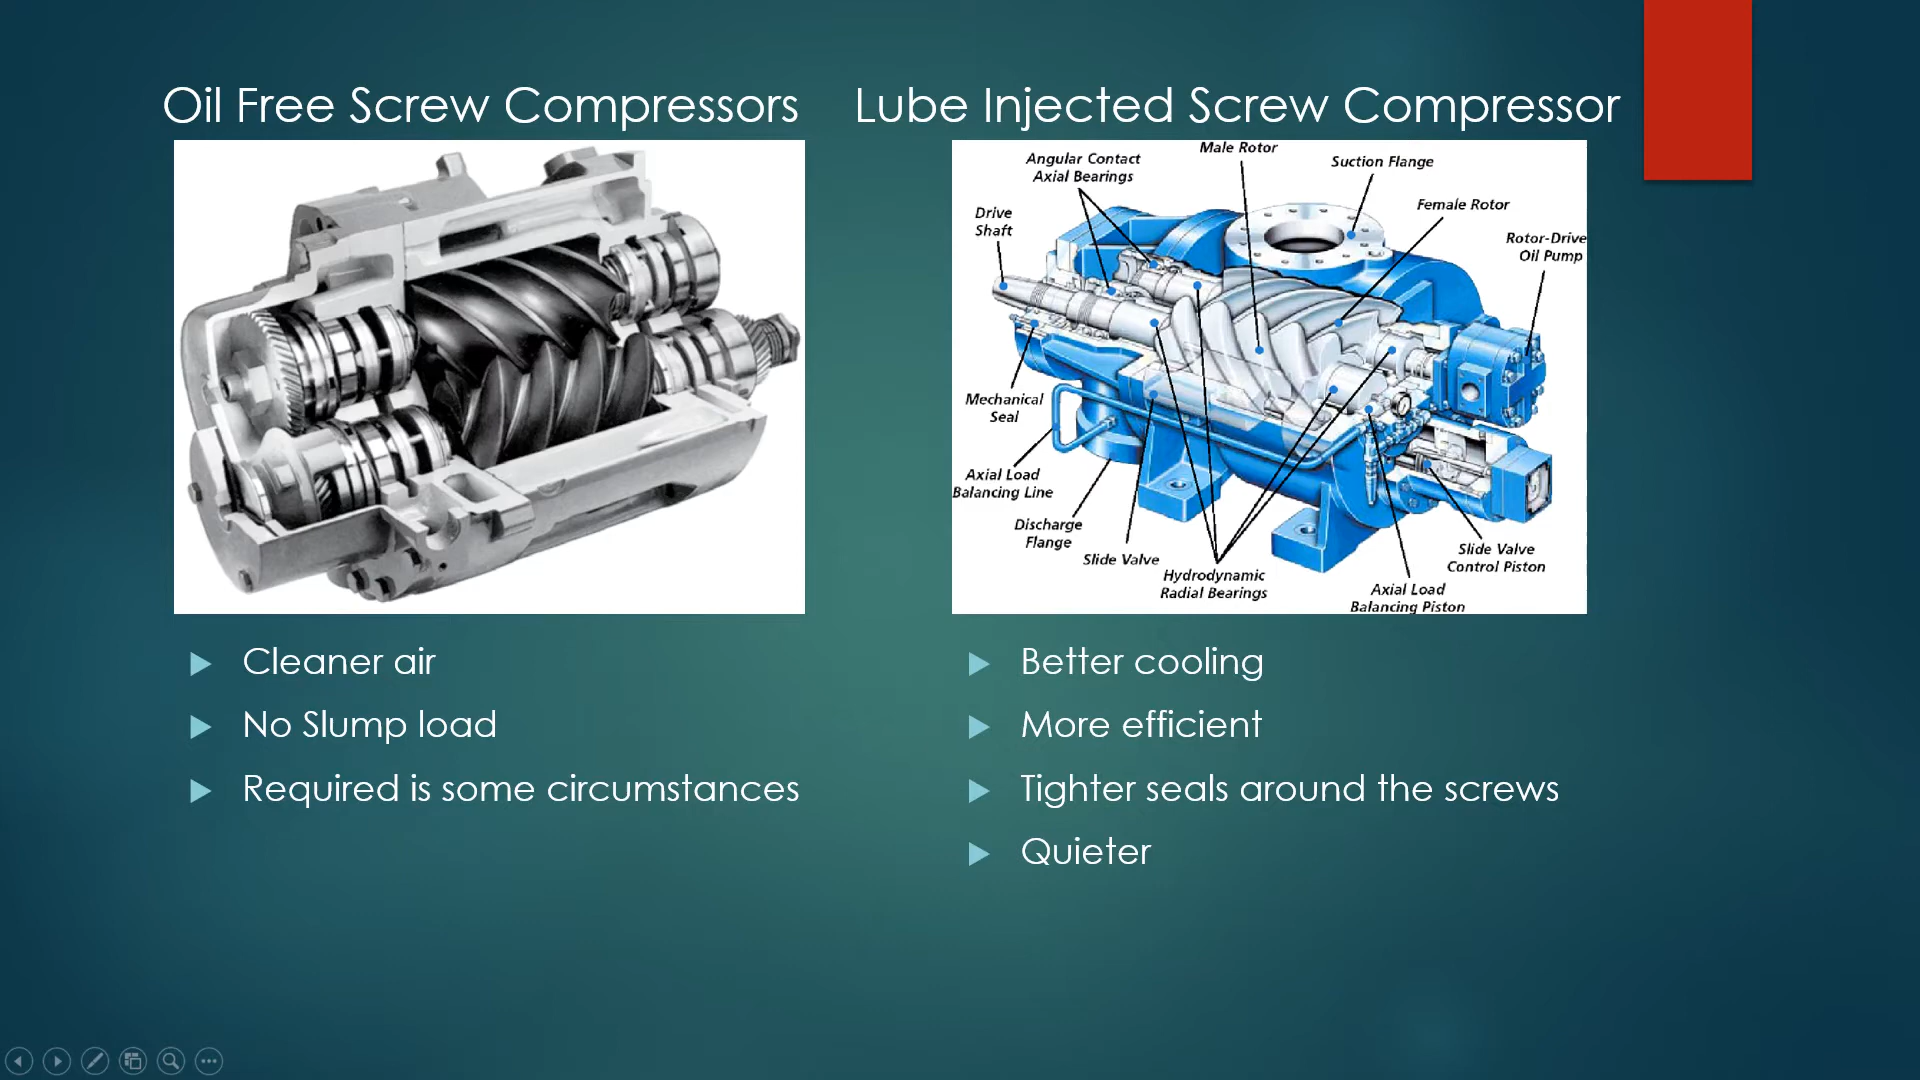 Oil Free Screw Compressors
Lube Injected Screw Compressor
Male Rotor
Angular Contact
Axial Bearings
Suction Flange
Female Rotor
Drive
Shaft
Rotor-Drive
Oil Pump
Mechanical
Seal
Axial Load
Balancing Line
Discharge
Flange
Slide Valve
Hydrodynamic
Radial Bearings
Slide Valve
Control Piston
Axial Load
Balancing Piston
Cleaner air
No Slump load
Required is some circumstances
Better cooling
More efficient
Tighter seals around the screws
Quieter